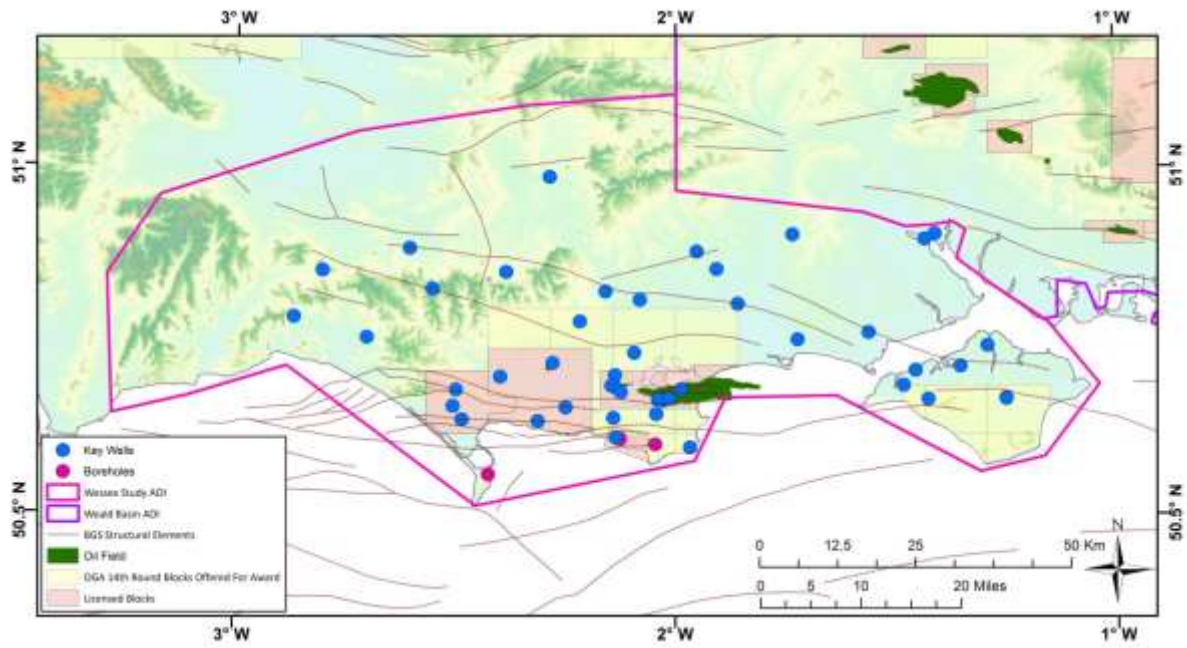 3° W 2° W 1° W
51° N 51° N
Key Wells
Boreholes
Wessex Study AOI
Weald Basin AOI
BGS Structural Elements
Oil Field
OGA 14th Round Blocks Offered For Award
Licensed Blocks
50.5° N 50.5° N
N
0 12.5 25 50 Km
0 5 10 20 Miles
3° W 2° W 1° W